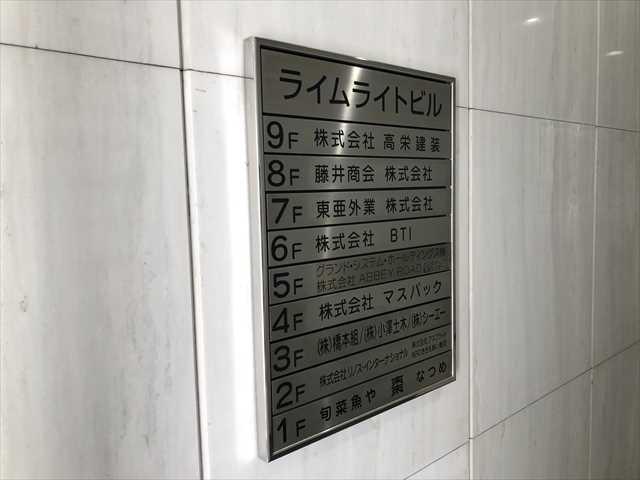 ライムライトビル
9F 株式会社 高栄建装
8F 藤井商会 株式会社
7F 東亜外業 株式会社
6F 株式会社 BTI
5F グランド・システム・ホールディングス㈱
株式会社 ABBEY ROAD
4F 株式会社 マスパック
3F (株)橋本組/(株)小澤土木/(株)シーエー
2F 株式会社リノス・インターナショナル
1F 旬菜魚や 棗 なつめ